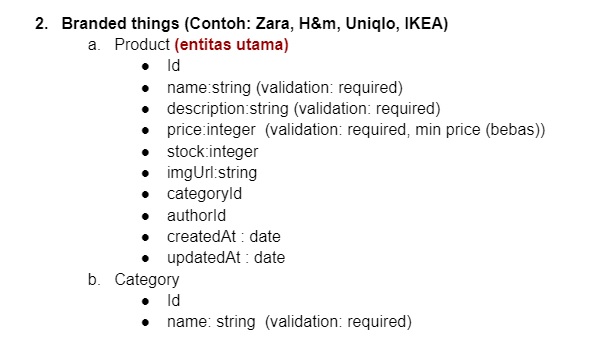 2. Branded things (Contoh: Zara, H&m, Uniqlo, IKEA)
a. Product (entitas utama)
● Id
● name:string (validation: required)
● description:string (validation: required)
● price:integer  (validation: required, min price (bebas))
● stock:integer
● imgUrl:string
● categoryId
● authorId
● createdAt : date
● updatedAt : date
b. Category
● Id
● name: string  (validation: required)